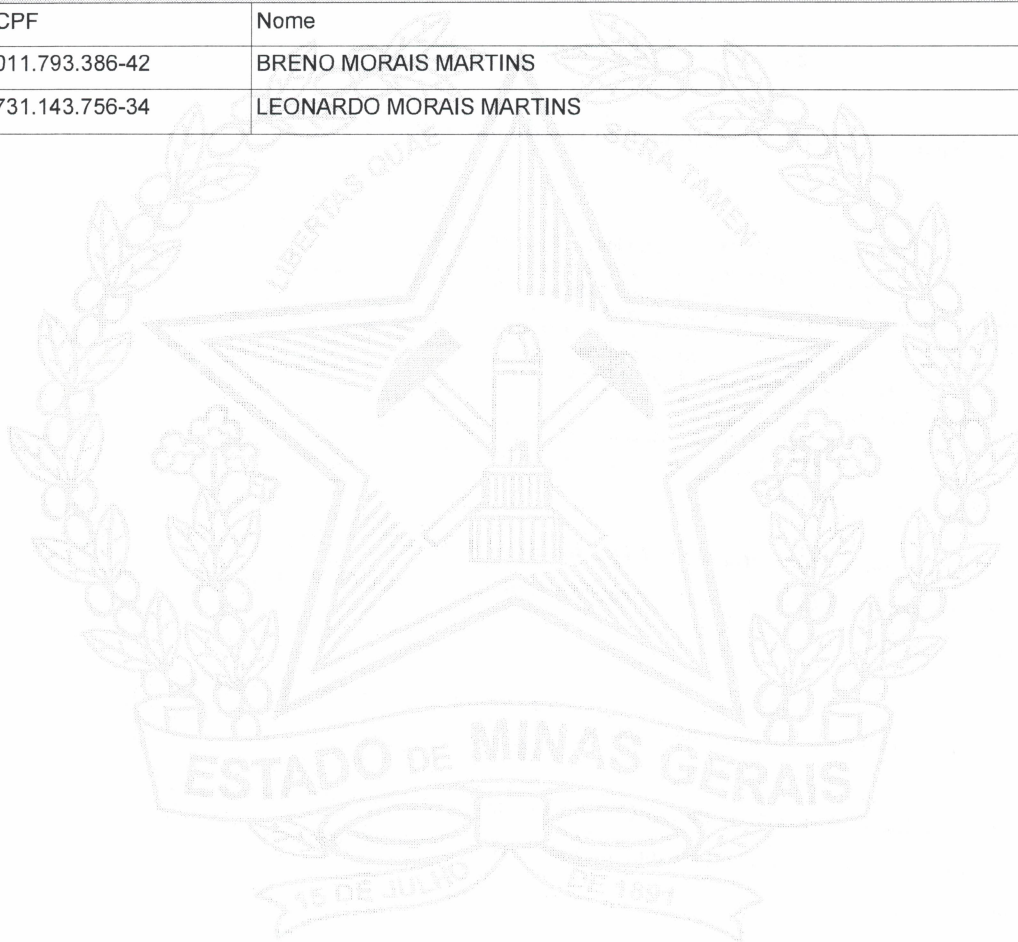 CPF Nome
011.793.386-42 BRENO MORAIS MARTINS
731.143.756-34 LEONARDO MORAIS MARTINS
LIBERTAS QUAE SERA TAMEN
ESTADO DE MINAS GERAIS
15 DE JULHO DE 1891